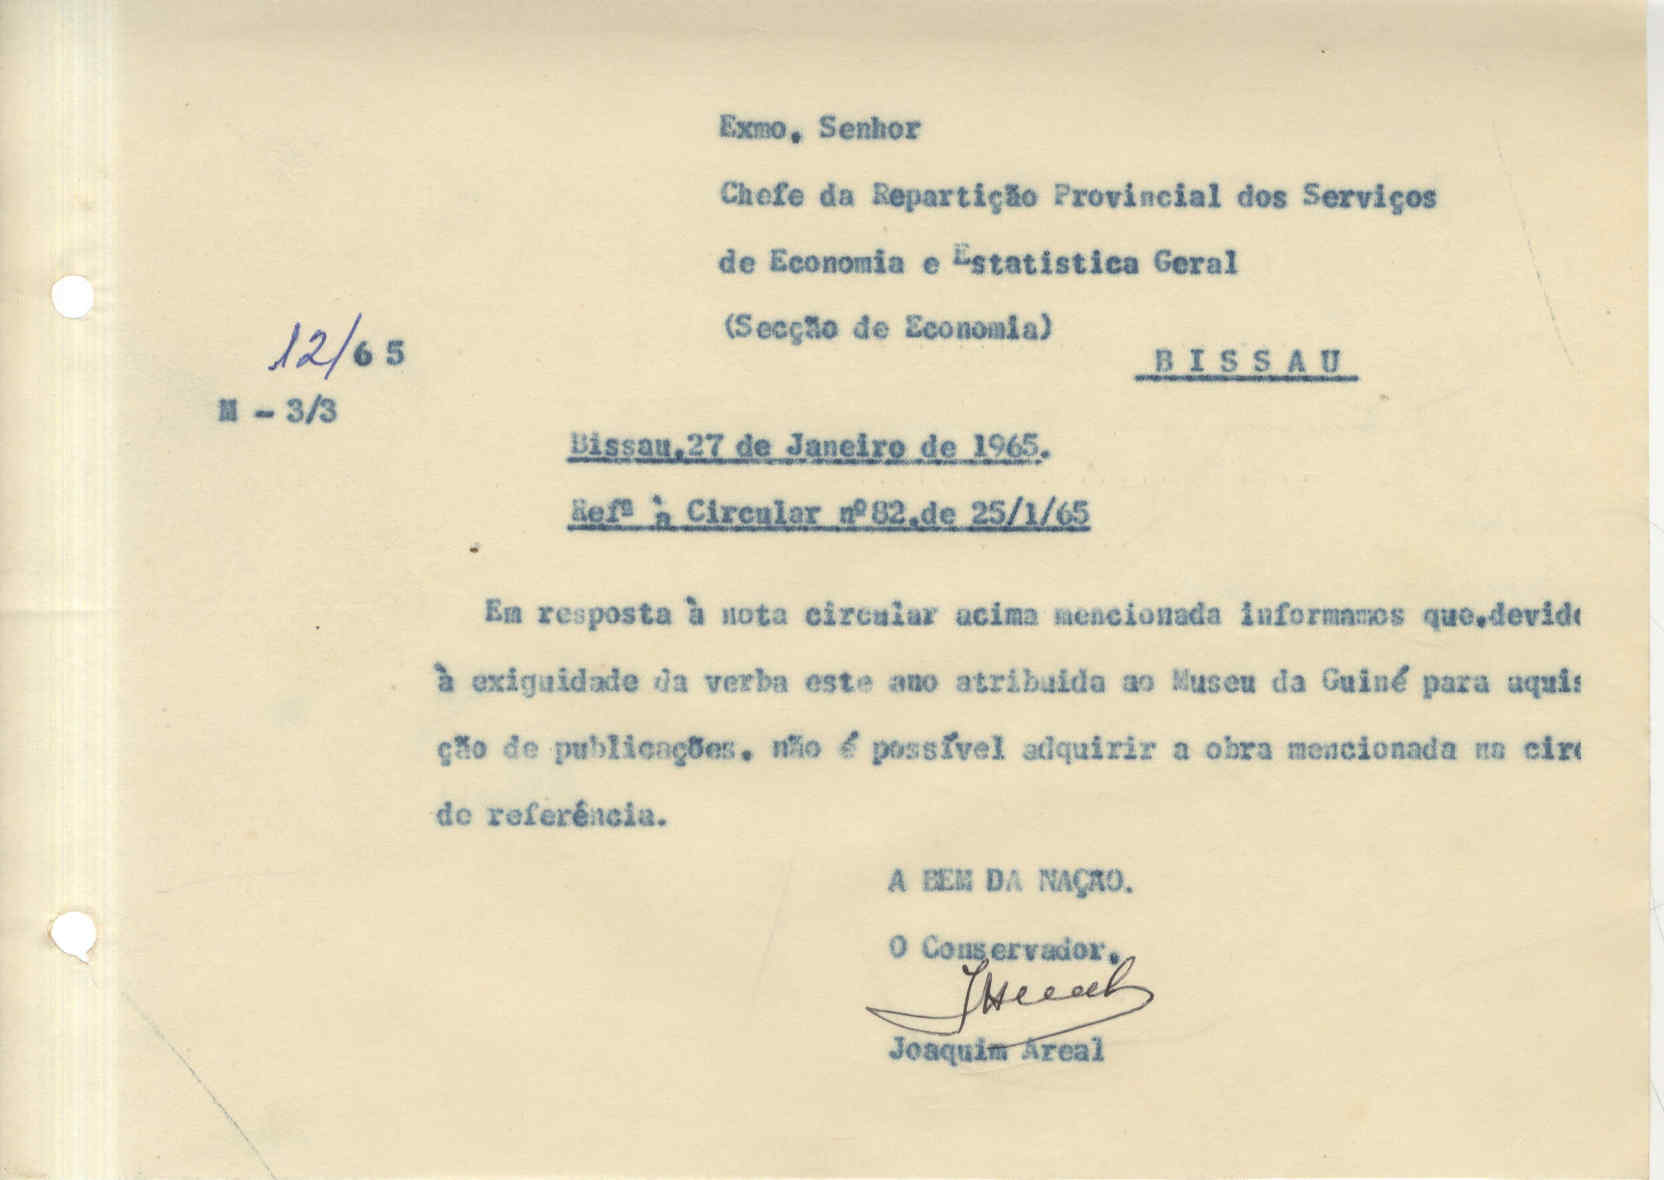 Exmo. Senhor
Chefe da Repartição Provincial dos Serviços
de Economia e Estatistica Geral
(Secção de Economia)
BISSAU
12/65
M - 3/3
Bissau,27 de Janeiro de 1965.
Refª à Circular nº82,de 25/1/65
Em resposta à nota circular acima mencionada informamos que,devido
à exiguidade da verba este ano atribuida ao Museu da Guiné para aquis
ção de publicações, não é possível adquirir a obra mencionada na circ
de referência.
A BEM DA NAÇÃO.
O Conservador,
Joaquim Areal